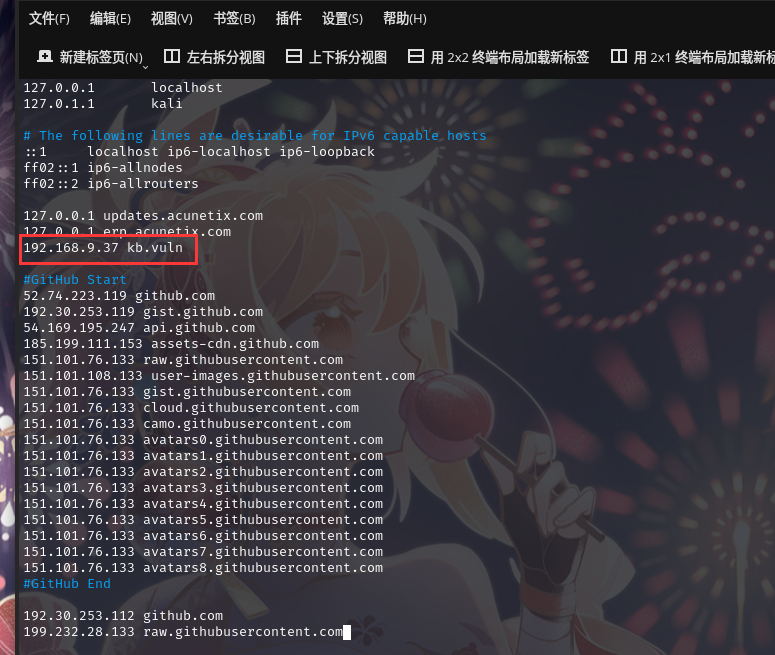 文件(F) 编辑(E) 视图(V) 书签(B) 插件 设置(S) 帮助(H)
新建标签页(N) 左右拆分视图 上下拆分视图 用 2x2 终端布局加载新标签 用 2x1 终端布局加载新标
127.0.0.1 localhost
127.0.1.1 kali
# The following lines are desirable for IPv6 capable hosts
::1 localhost ip6-localhost ip6-loopback
ff02::1 ip6-allnodes
ff02::2 ip6-allrouters
127.0.0.1 updates.acunetix.com
127.0.0.1 erp.acunetix.com
192.168.9.37 kb.vuln
#GitHub Start
52.74.223.119 github.com
192.30.253.119 gist.github.com
54.169.195.247 api.github.com
185.199.111.153 assets-cdn.github.com
151.101.76.133 raw.githubusercontent.com
151.101.108.133 user-images.githubusercontent.com
151.101.76.133 gist.githubusercontent.com
151.101.76.133 cloud.githubusercontent.com
151.101.76.133 camo.githubusercontent.com
151.101.76.133 avatars0.githubusercontent.com
151.101.76.133 avatars1.githubusercontent.com
151.101.76.133 avatars2.githubusercontent.com
151.101.76.133 avatars3.githubusercontent.com
151.101.76.133 avatars4.githubusercontent.com
151.101.76.133 avatars5.githubusercontent.com
151.101.76.133 avatars6.githubusercontent.com
151.101.76.133 avatars7.githubusercontent.com
151.101.76.133 avatars8.githubusercontent.com
#GitHub End
192.30.253.112 github.com
199.232.28.133 raw.githubusercontent.com